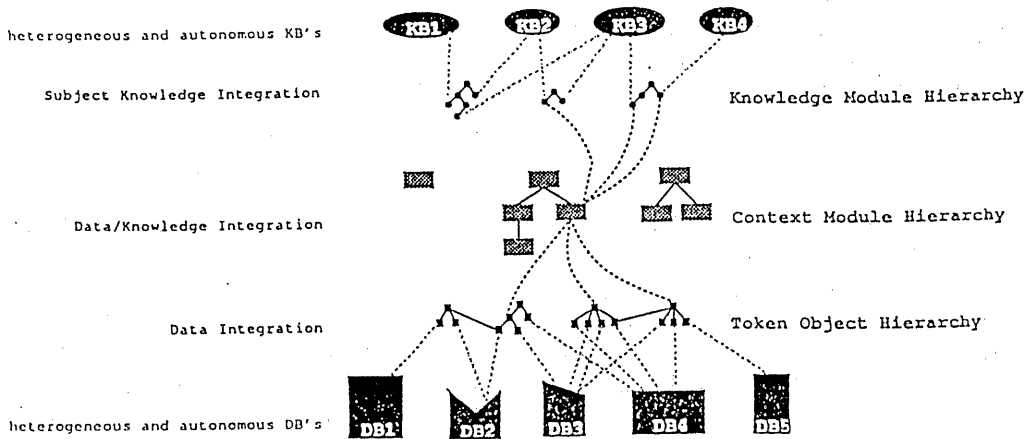 heterogeneous and autonomous KB's
KB1 KB2 KB3 KB4
Subject Knowledge Integration
Knowledge Module Hierarchy
Data/Knowledge Integration
Context Module Hierarchy
Data Integration
Token Object Hierarchy
heterogeneous and autonomous DB's
DB1 DB2 DB3 DB4 DB5